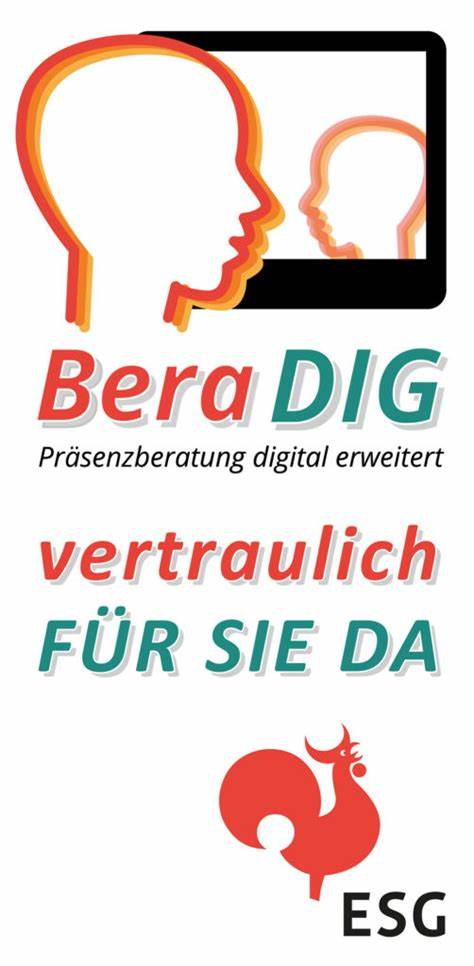 Bera DIG
Präsenzberatung digital erweitert
vertraulich
FÜR SIE DA
ESG